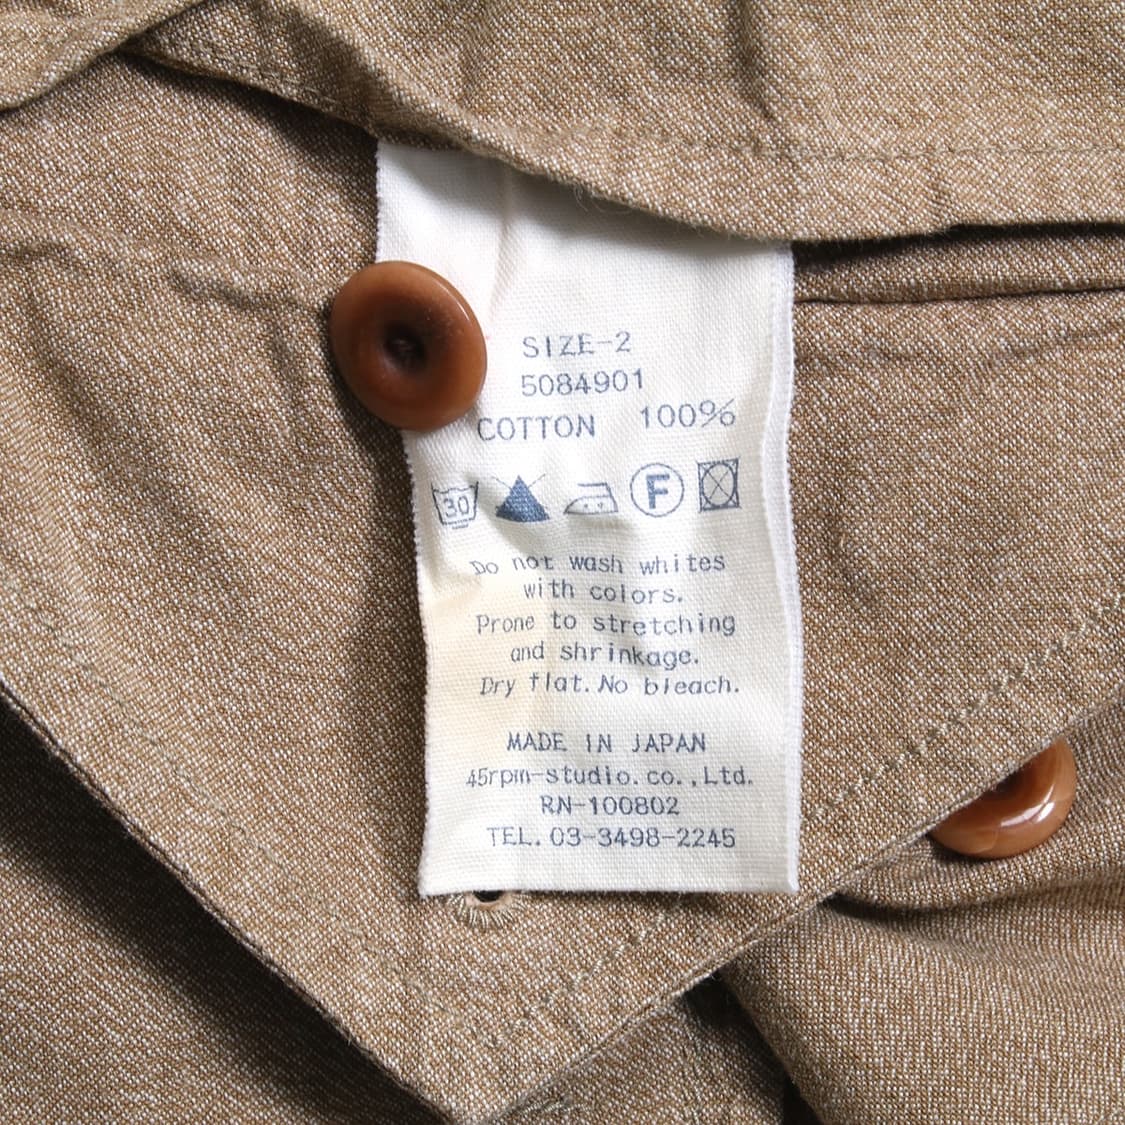 SIZE-2
5084901
COTTON 100%
30 F
Do not wash whites
with colors.
Prone to stretching
and shrinkage.
Dry flat. No bleach.
MADE IN JAPAN
45rpm-studio.co.,Ltd.
RN-100802
TEL. 03-3498-2245